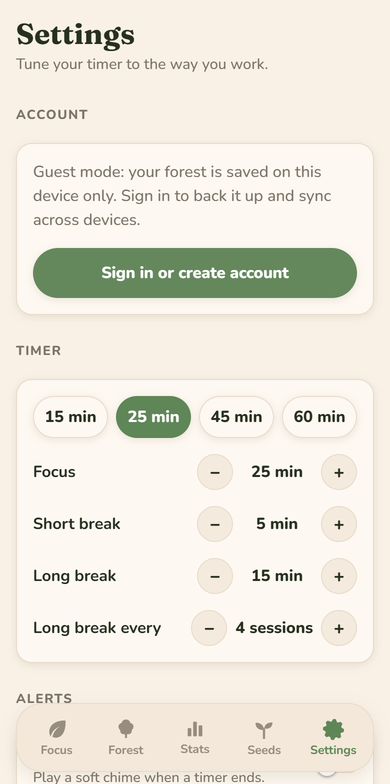 Settings
Tune your timer to the way you work.
ACCOUNT
Guest mode: your forest is saved on this
device only. Sign in to back it up and sync
across devices.
Sign in or create account
TIMER
15 min 25 min 45 min 60 min
Focus − 25 min +
Short break − 5 min +
Long break − 15 min +
Long break every − 4 sessions +
ALERTS
Focus Forest Stats Seeds Settings
Play a soft chime when a timer ends.